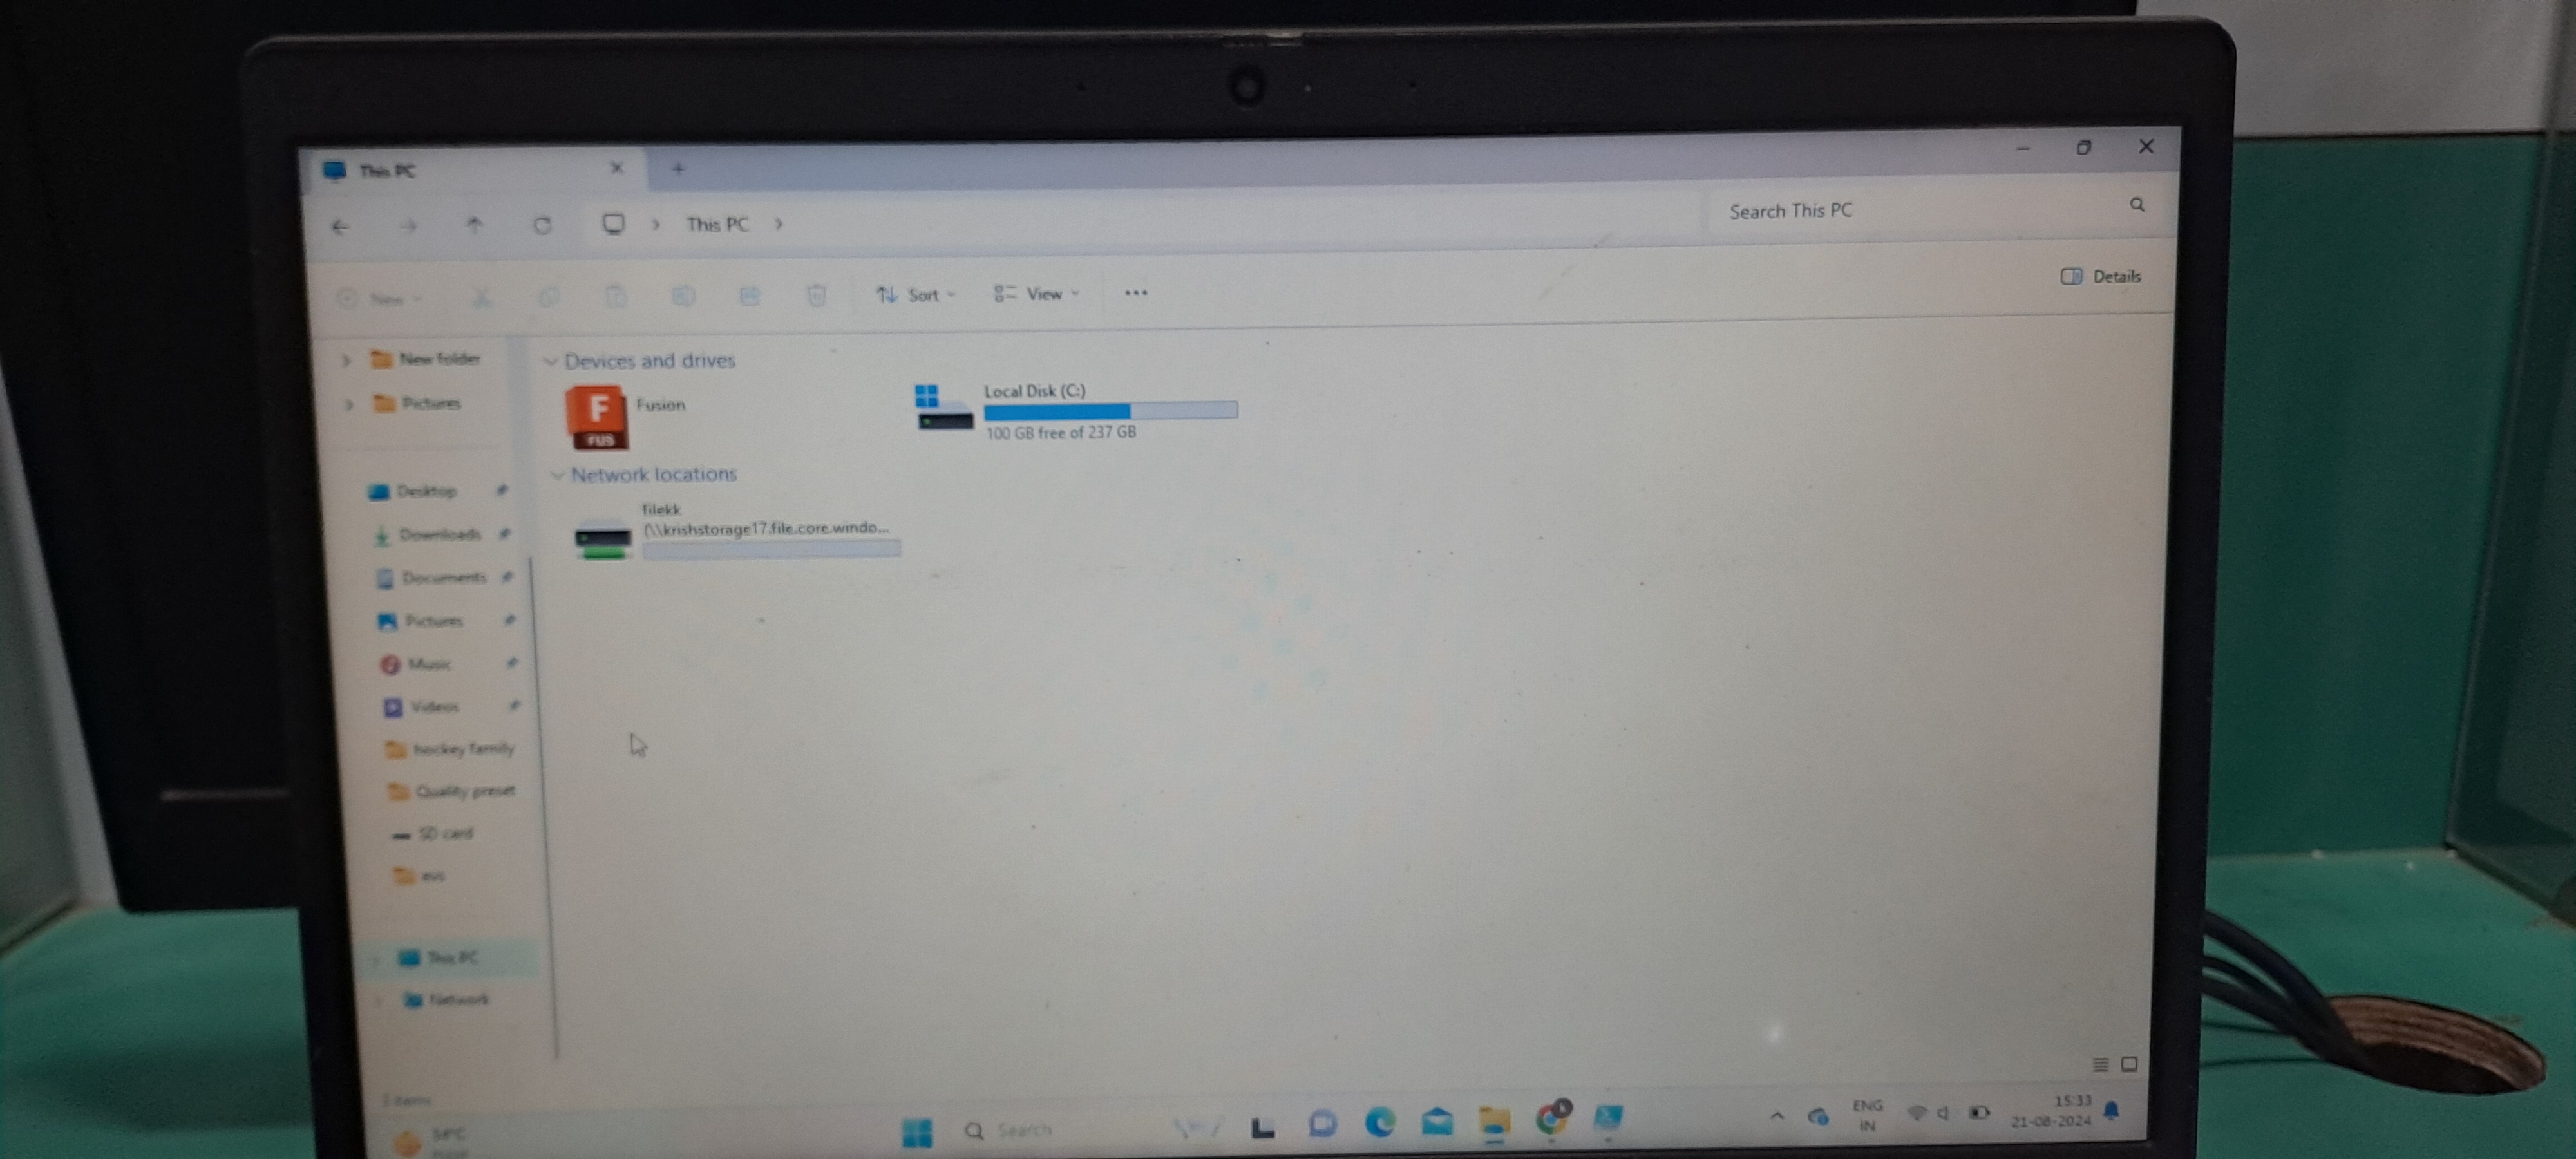 This PC
This PC
Search This PC
New
Sort
View
Details
New folder
Pictures
Desktop
Downloads
Documents
Pictures
Music
Videos
hockey family
Quality preset
SD card
evs
This PC
Network
Devices and drives
F
FUS
Fusion
Local Disk (C:)
100 GB free of 237 GB
Network locations
filekk
(\\krishstorage17.file.core.windo...
3 items
Search
ENG
IN
15:33
21-08-2024